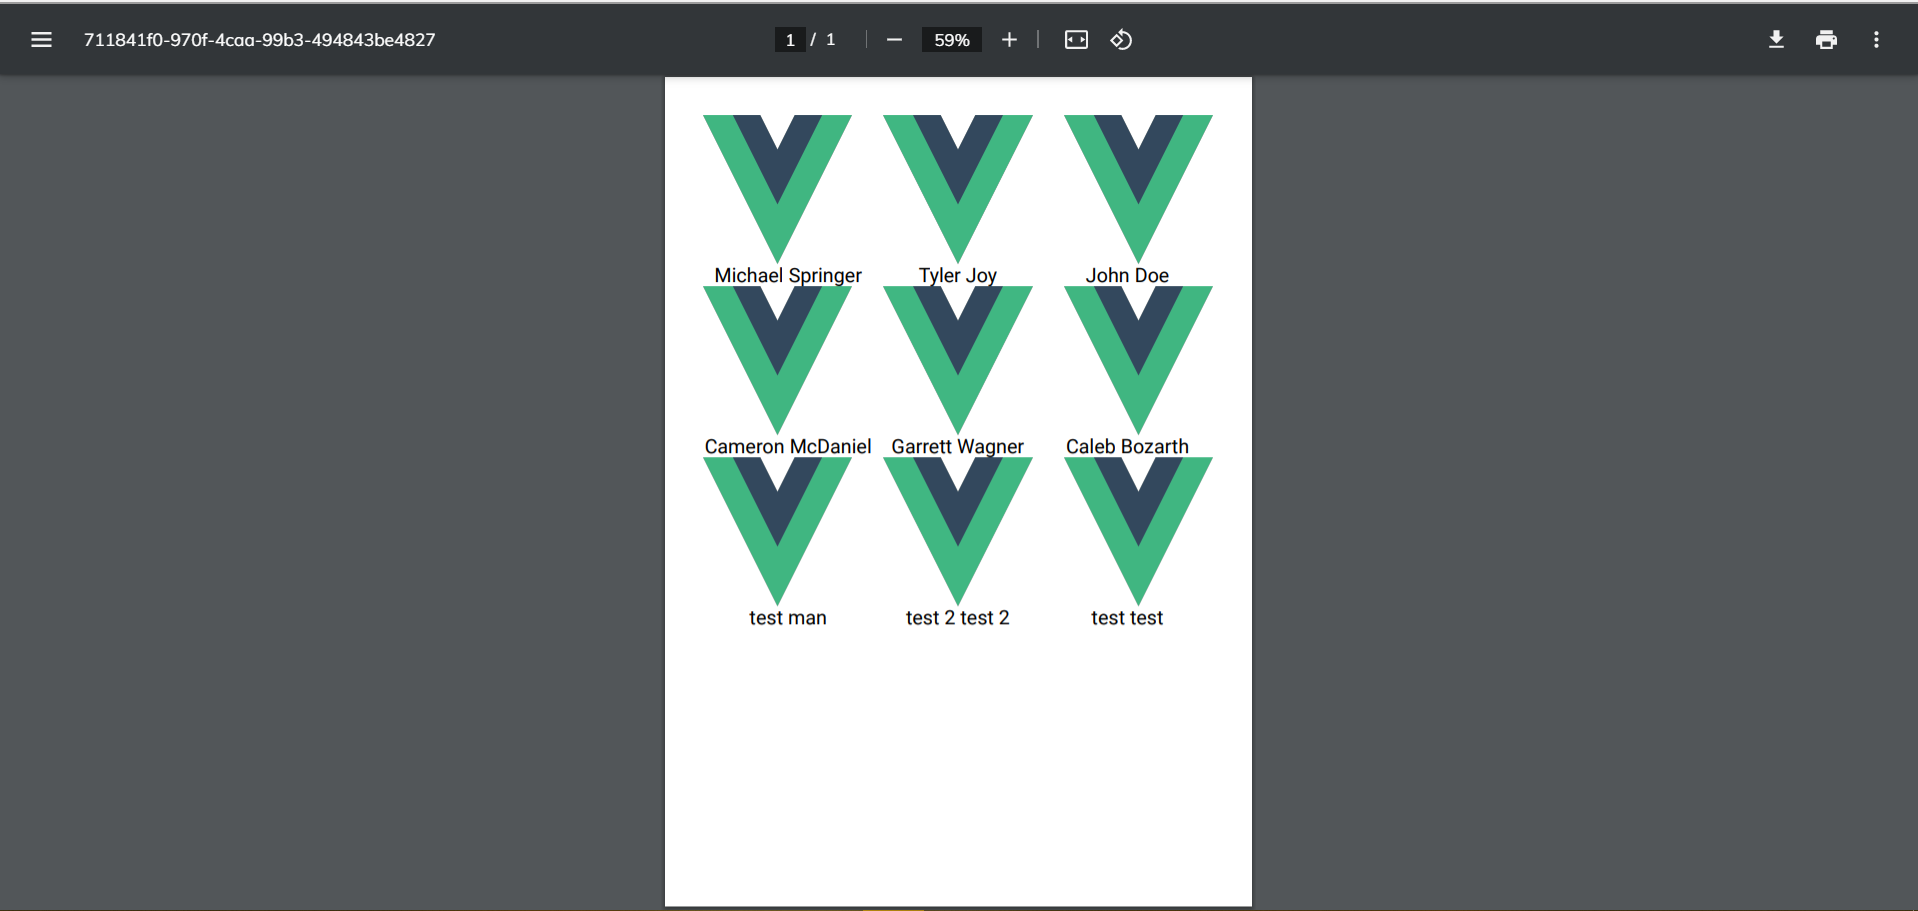 711841f0-970f-4caa-99b3-494843be4827 1 / 1 59%
Michael Springer Tyler Joy John Doe
Cameron McDaniel Garrett Wagner Caleb Bozarth
test man test 2 test 2 test test